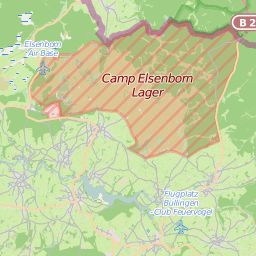 B 2
Elsenborn
Air Base
Camp Elsenborn
Lager
Flugplatz
Büllingen
-Club Feuervogel